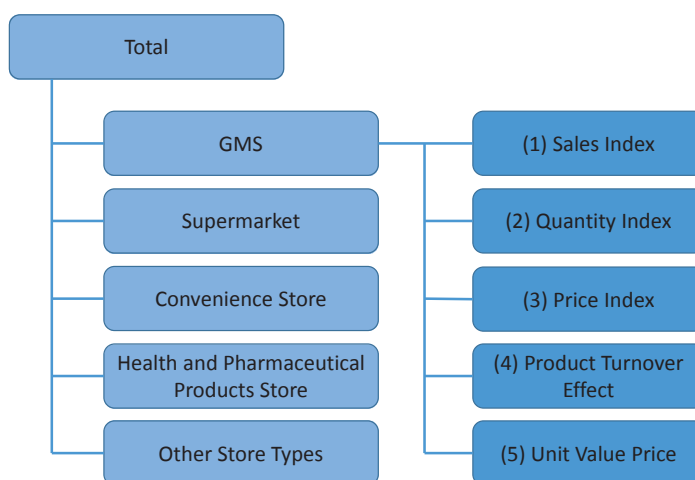 Total
GMS
(1) Sales Index
Supermarket
(2) Quantity Index
Convenience Store
(3) Price Index
Health and Pharmaceutical
Products Store
(4) Product Turnover
Effect
Other Store Types
(5) Unit Value Price